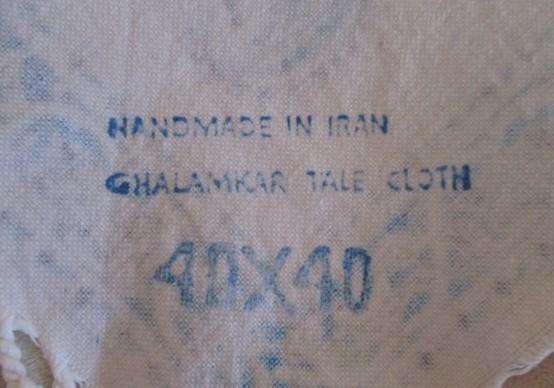 HANDMADE IN IRAN
GHALAMKAR TALE CLOTH
40X40